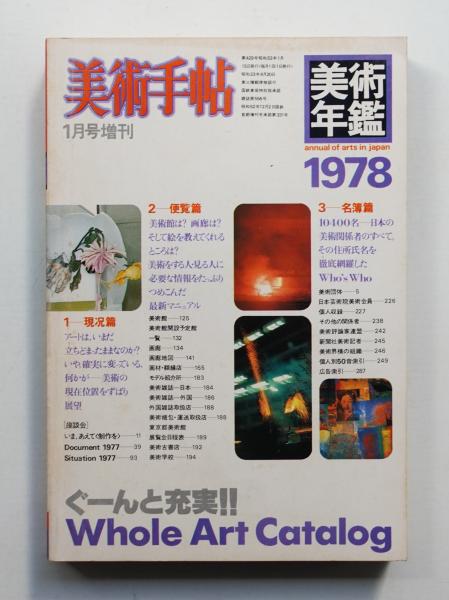 美術手帖
1月号増刊
美術
年鑑
annual of arts in japan
1978
2—便覧篇
美術館は? 画廊は?
そして絵を教えてくれる
ところは?
美術をする人・見る人に
必要な情報をたっぷり
つめこんだ
最新マニュアル
美術館—125
美術館開設予定館
一覧—132
画廊—134
画廊地図—141
画材・額縁店—165
モデル紹介所—183
美術雑誌—日本—184
美術雑誌—外国—186
外国雑誌取扱店—188
美術梱包・運送取扱店—188
東京都美術館
展覧会日程表—189
美術古書店—192
美術学校—194
3—名簿篇
10400名—日本の
美術関係者のすべて。
その住所氏名を
徹底網羅した
Who's Who
美術団体—5
日本芸術院美術会員—226
個人収録—227
その他の関係者—238
美術評論家連盟—242
新聞社美術記者—245
美術界横の組織—246
個人別50音索引—249
広告索引—287
1—現況篇
アートは、いまだ
立ちどまったままなのか?
いや、確実に変っている、
何かが—美術の
現在位置をずばり
展望
[座談会]
いま、あえて〈制作を〉—11
Document 1977—39
Situation 1977—93
ぐーんと充実!!
Whole Art Catalog